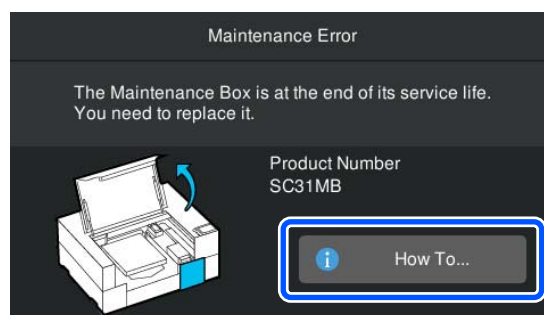 Maintenance Error
The Maintenance Box is at the end of its service life.
You need to replace it.
Product Number
SC31MB
How To...